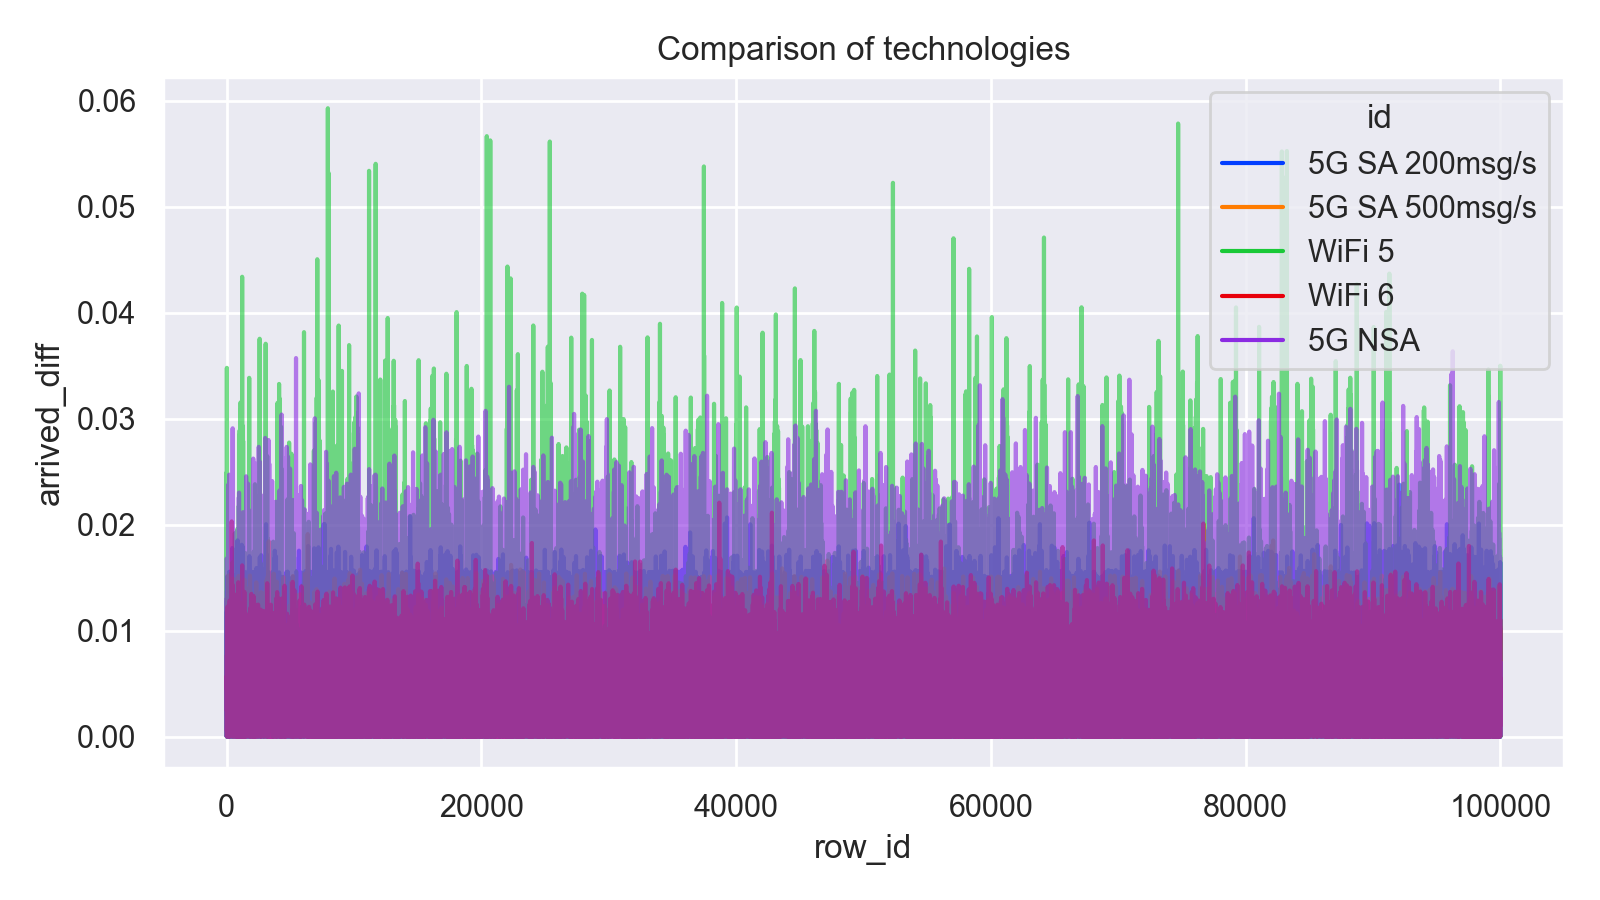 Comparison of technologies
0.06
0.05
0.04
0.03
0.02
0.01
0.00
arrived_diff
id
5G SA 200msg/s
5G SA 500msg/s
WiFi 5
WiFi 6
5G NSA
0 20000 40000 60000 80000 100000
row_id